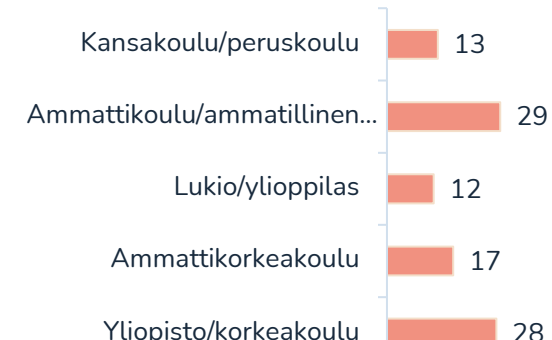 Kansakoulu/peruskoulu 13
Ammattikoulu/ammatillinen... 29
Lukio/ylioppilas 12
Ammattikorkeakoulu 17
Yliopisto/korkeakoulu 28